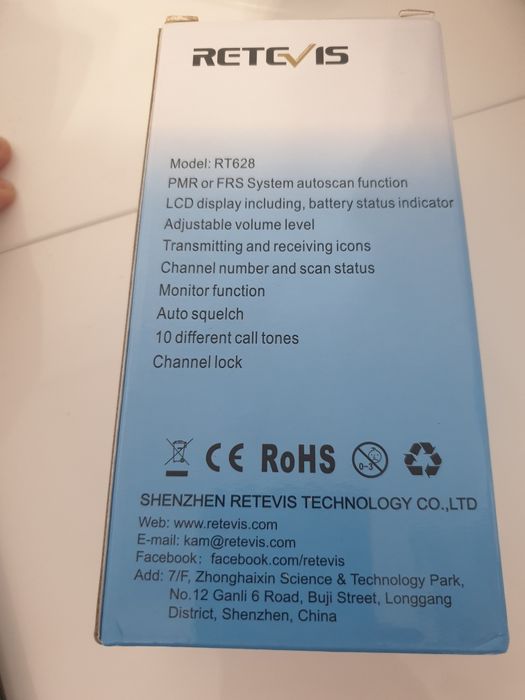 RETEVIS
Model: RT628
PMR or FRS System autoscan function
LCD display including, battery status indicator
Adjustable volume level
Transmitting and receiving icons
Channel number and scan status
Monitor function
Auto squelch
10 different call tones
Channel lock
CE RoHS 0-3
SHENZHEN RETEVIS TECHNOLOGY CO.,LTD
Web: www.retevis.com
E-mail: kam@retevis.com
Facebook: facebook.com/retevis
Add: 7/F, Zhonghaixin Science & Technology Park,
No.12 Ganli 6 Road, Buji Street, Longgang
District, Shenzhen, China